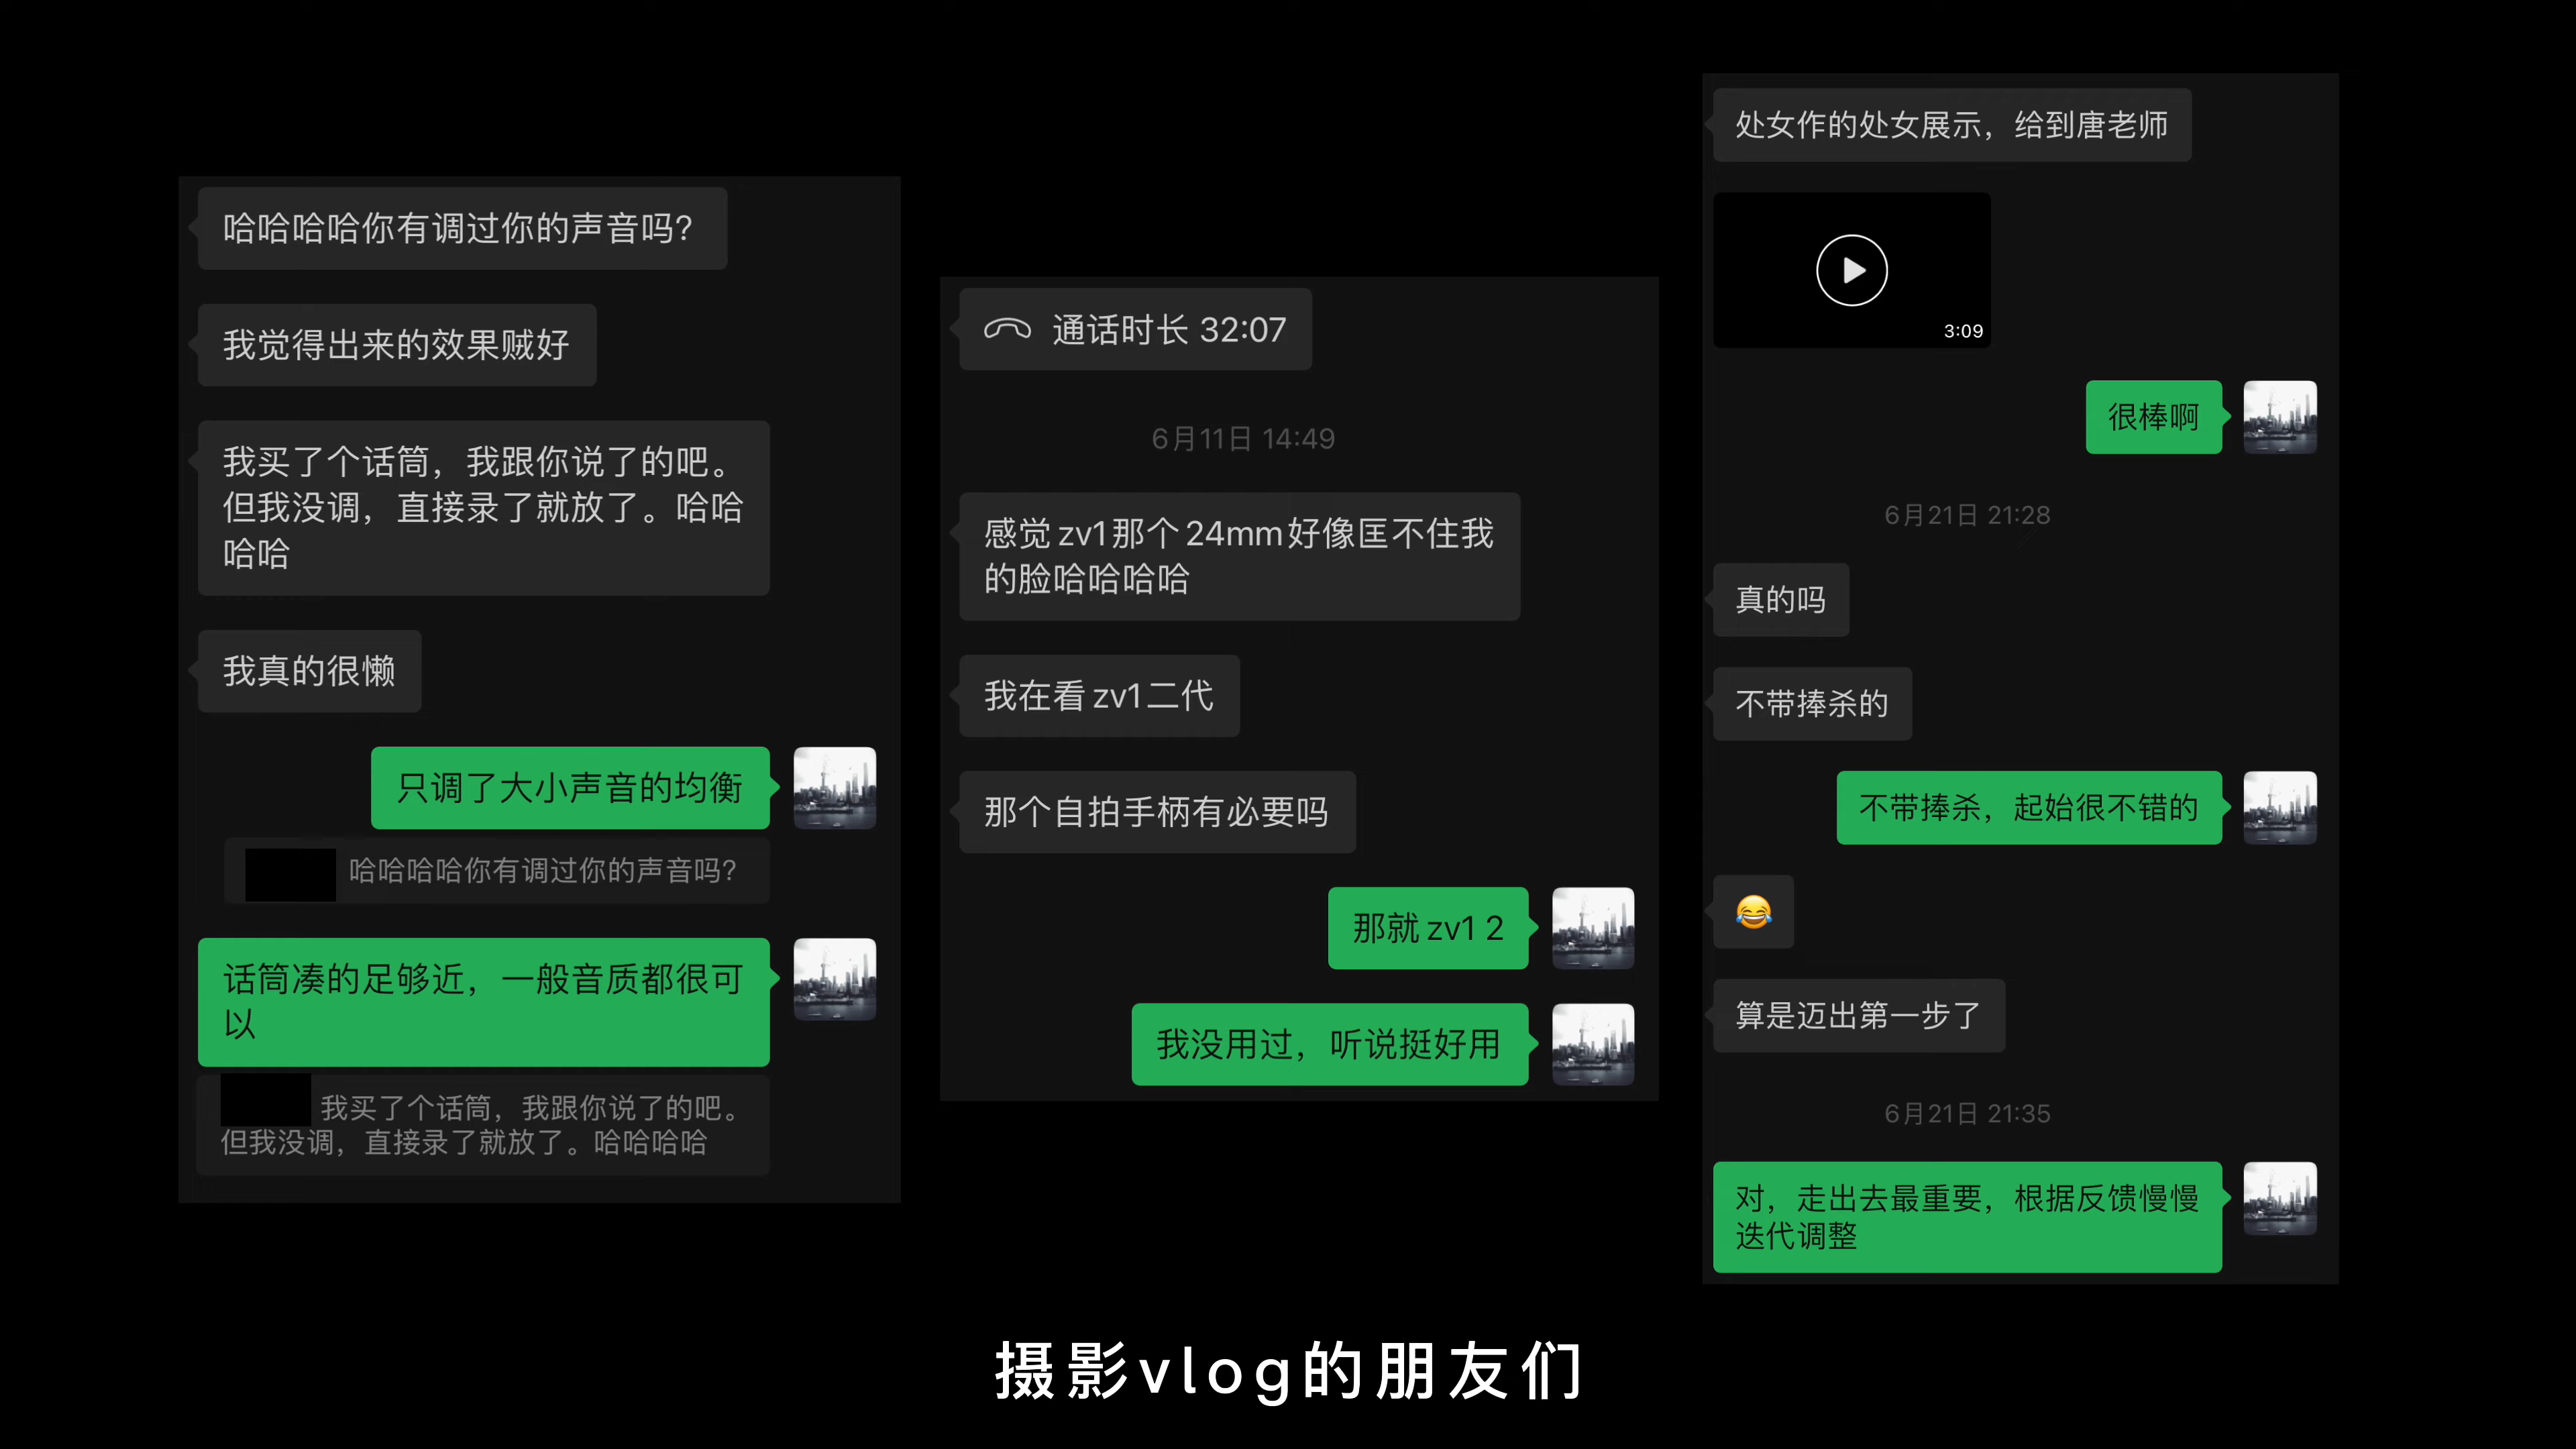 哈哈哈哈你有调过你的声音吗？
我觉得出来的效果贼好
我买了个话筒，我跟你说了的吧。
但我没调，直接录了就放了。哈哈
哈哈
我真的很懒
只调了大小声音的均衡
哈哈哈哈你有调过你的声音吗？
话筒凑的足够近，一般音质都很可
以
我买了个话筒，我跟你说了的吧。
但我没调，直接录了就放了。哈哈哈哈
通话时长 32:07
6月11日 14:49
感觉zv1那个24mm好像匡不住我
的脸哈哈哈哈
我在看zv1二代
那个自拍手柄有必要吗
那就zv1 2
我没用过，听说挺好用
处女作的处女展示，给到唐老师
3:09
很棒啊
6月21日 21:28
真的吗
不带捧杀的
不带捧杀，起始很不错的
😂
算是迈出第一步了
6月21日 21:35
对，走出去最重要，根据反馈慢慢
迭代调整
摄影vlog的朋友们